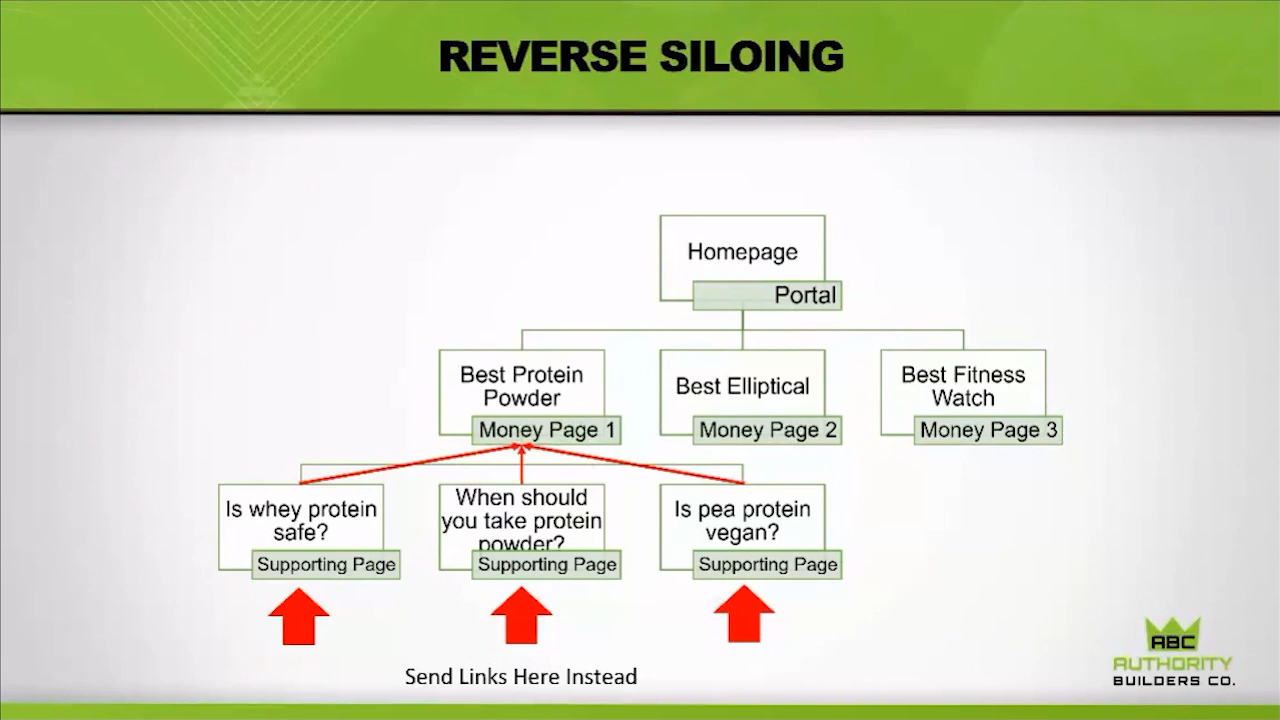 REVERSE SILOING
Homepage
Portal
Best Protein
Powder
Money Page 1
Best Elliptical
Money Page 2
Best Fitness
Watch
Money Page 3
Is whey protein
safe?
Supporting Page
When should
you take protein
powder?
Supporting Page
Is pea protein
vegan?
Supporting Page
Send Links Here Instead
ABC
AUTHORITY
BUILDERS CO.